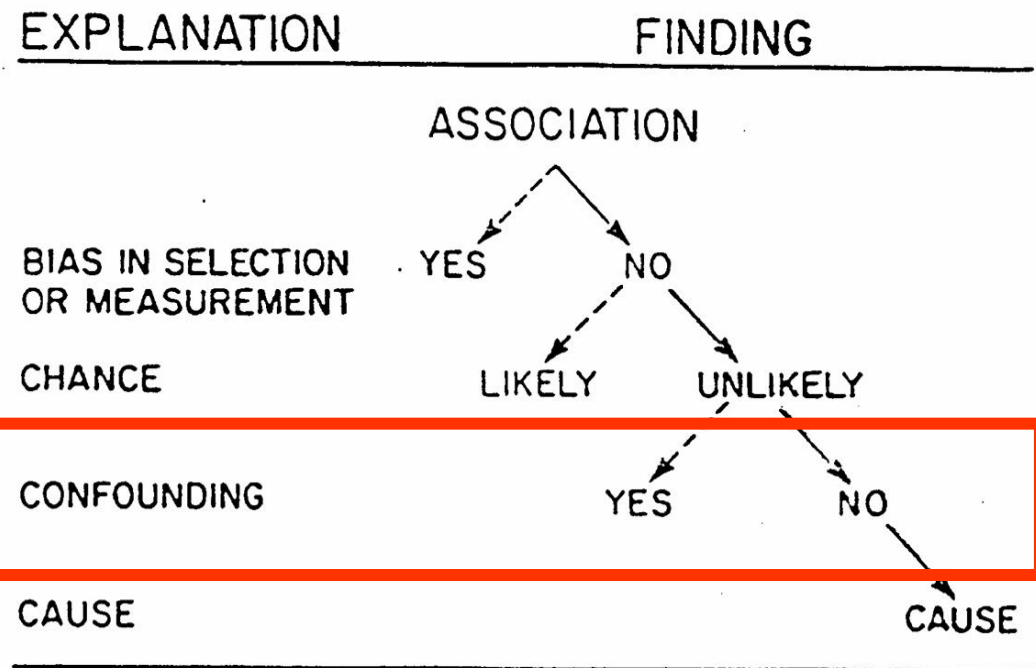 EXPLANATION FINDING
ASSOCIATION
BIAS IN SELECTION YES NO
OR MEASUREMENT
CHANCE LIKELY UNLIKELY
CONFOUNDING YES NO
CAUSE CAUSE